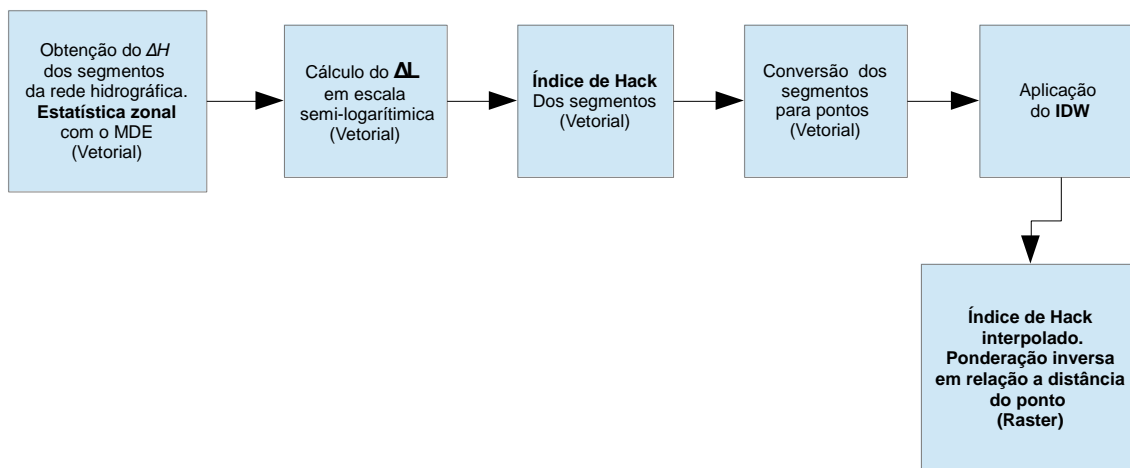 Obtenção do ΔH
dos segmentos
da rede hidrográfica.
Estatística zonal
com o MDE
(Vetorial)
Cálculo do ΔL
em escala
semi-logarítimica
(Vetorial)
Índice de Hack
Dos segmentos
(Vetorial)
Conversão dos
segmentos
para pontos
(Vetorial)
Aplicação
do IDW
Índice de Hack
interpolado.
Ponderação inversa
em relação a distância
do ponto
(Raster)